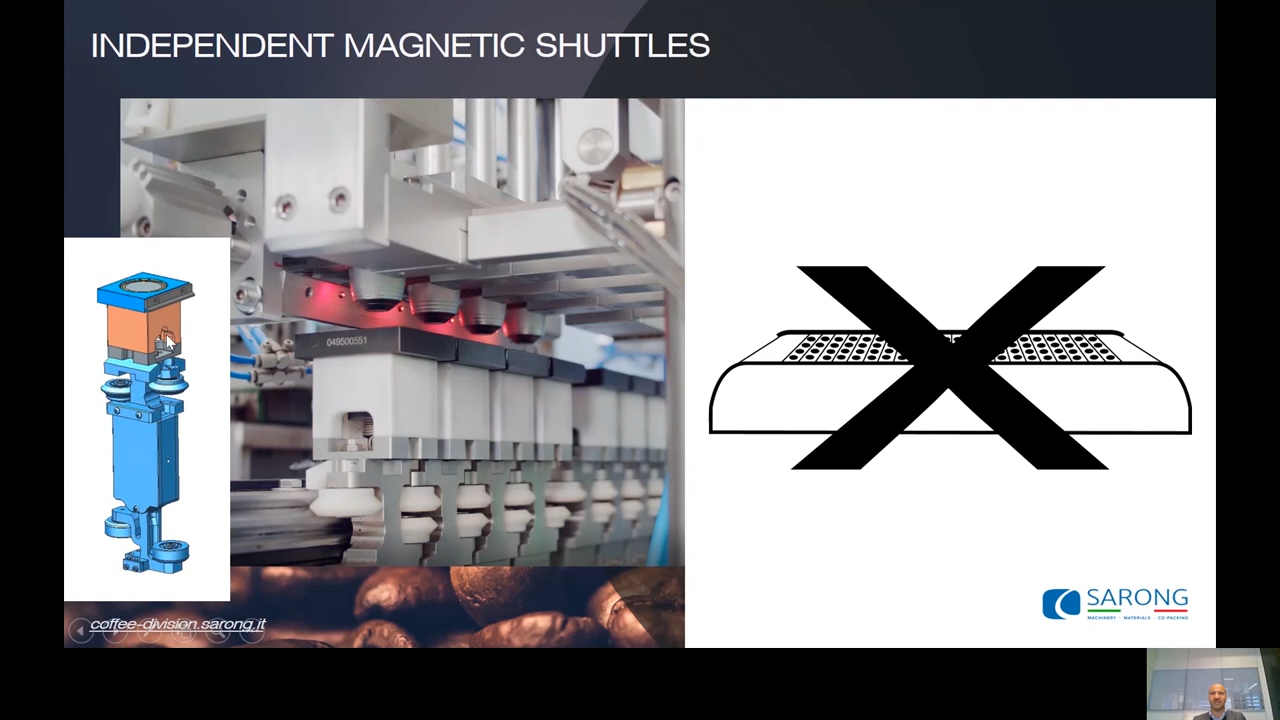 INDEPENDENT MAGNETIC SHUTTLES
049500551
SARONG
MACHINERY - MATERIALS - CO PACKING
coffee-division.sarong.it